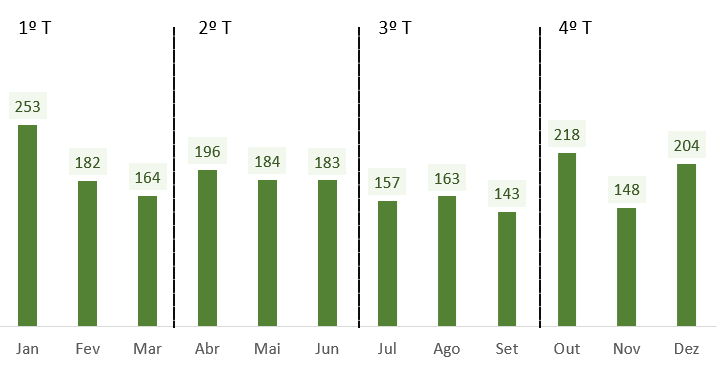 1º T 2º T 3º T 4º T
253 182 164 196 184 183 157 163 143 218 148 204
Jan Fev Mar Abr Mai Jun Jul Ago Set Out Nov Dez